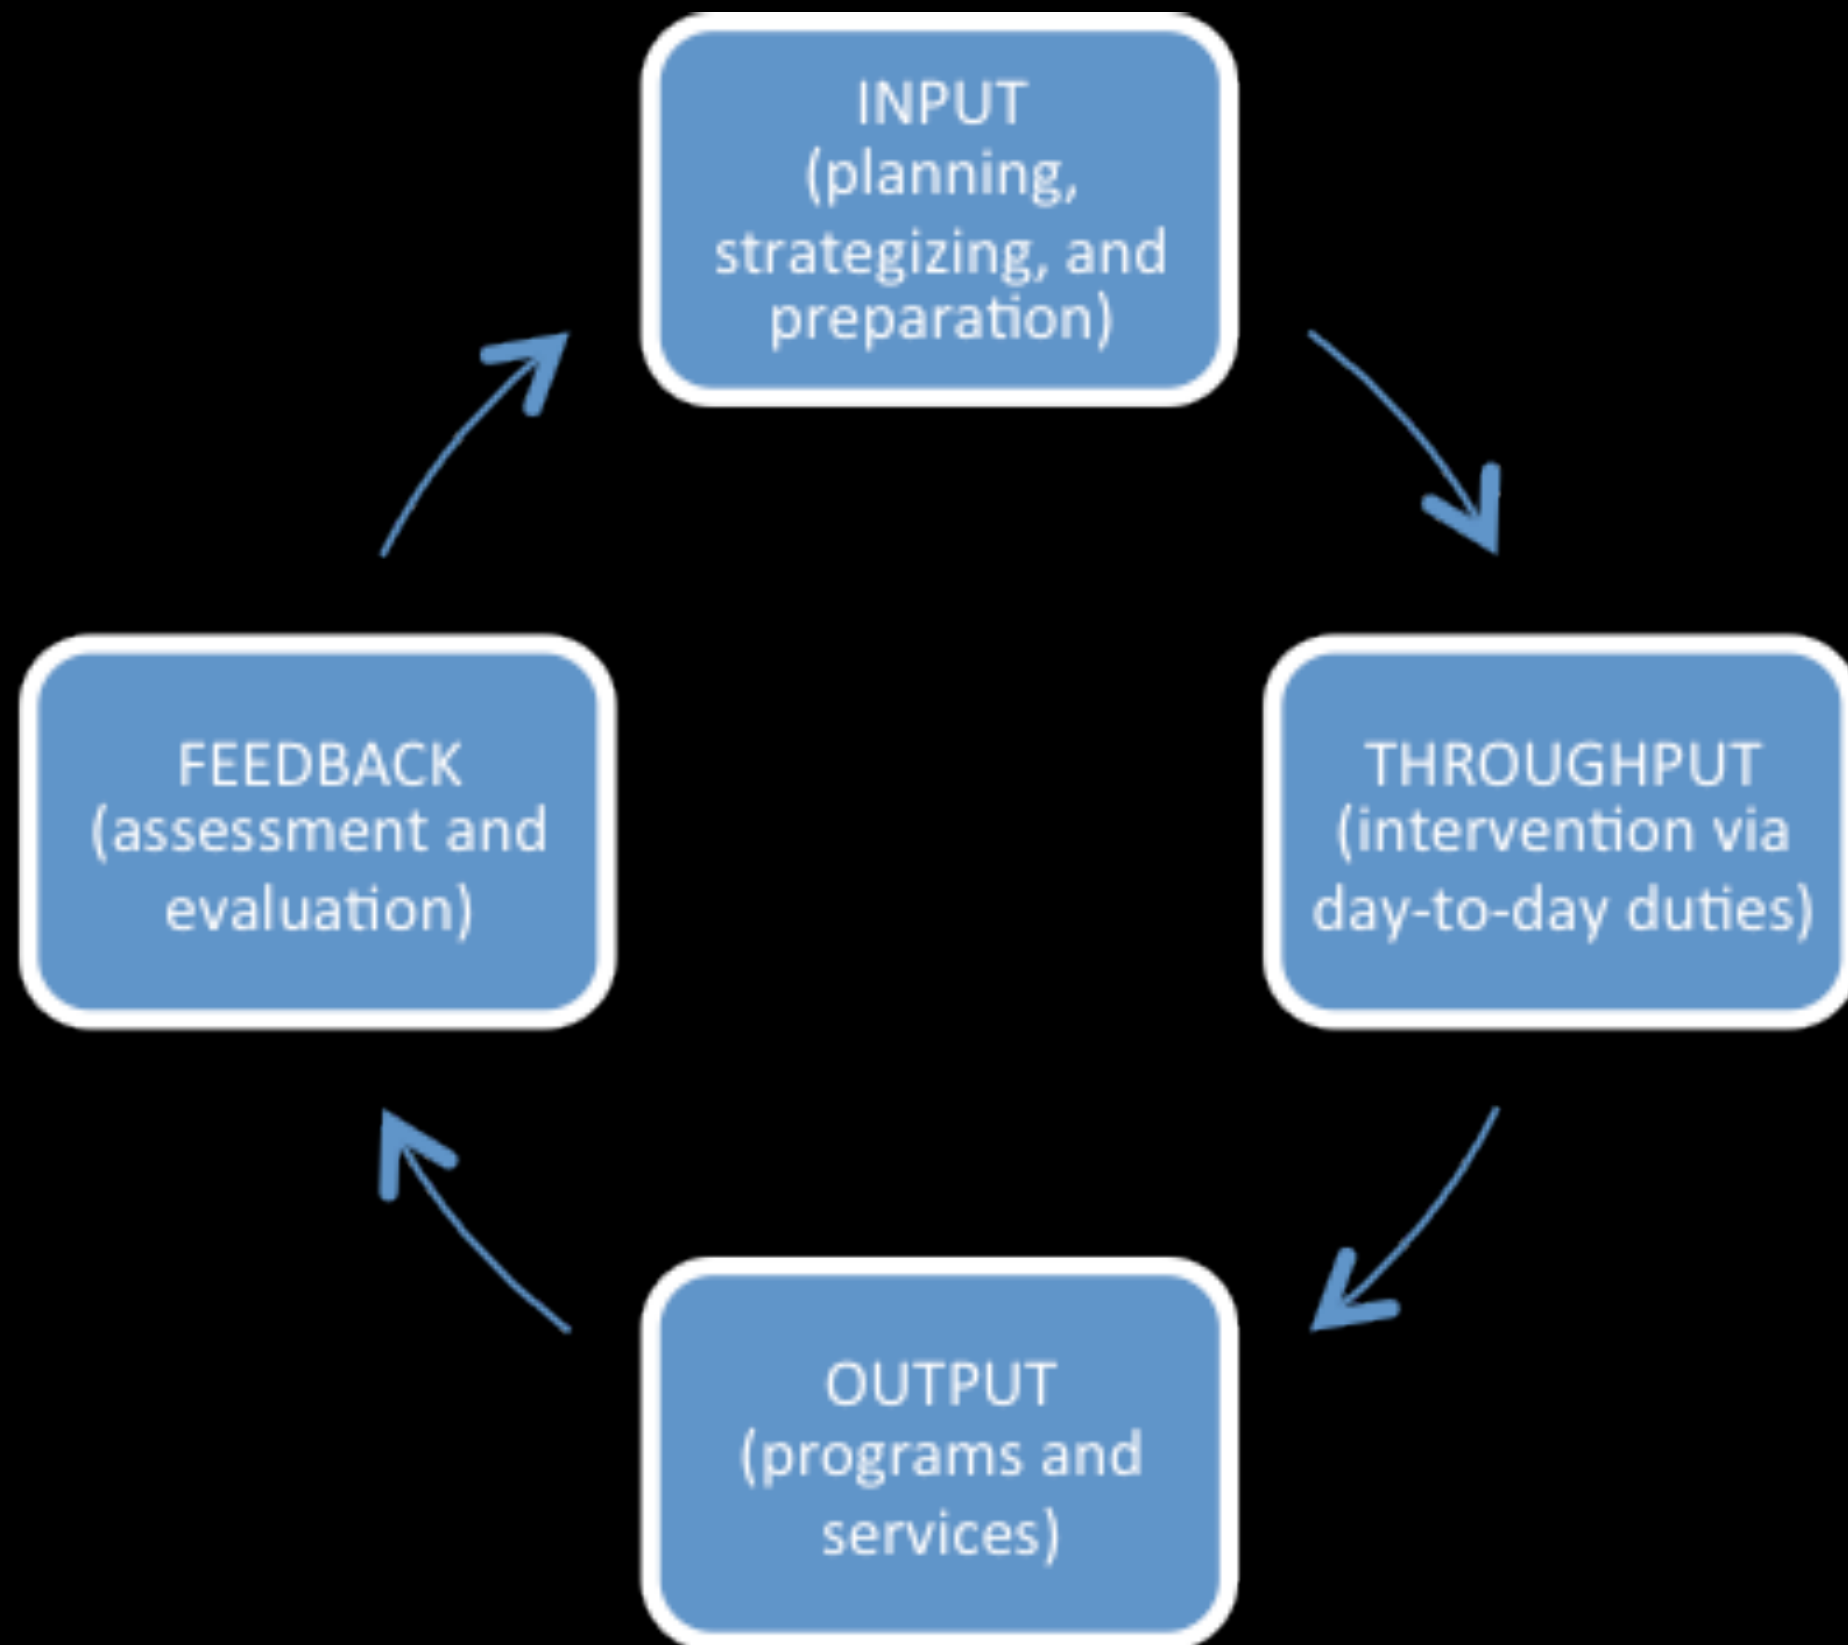 INPUT
(planning,
strategizing, and
preparation)
THROUGHPUT
(intervention via
day-to-day duties)
OUTPUT
(programs and
services)
FEEDBACK
(assessment and
evaluation)